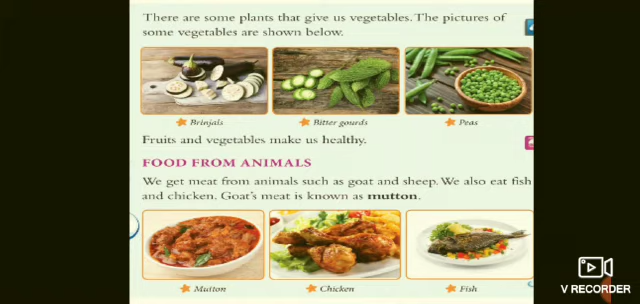 There are some plants that give us vegetables. The pictures of
some vegetables are shown below.
Brinjals
Bitter gourds
Peas
Fruits and vegetables make us healthy.
FOOD FROM ANIMALS
We get meat from animals such as goat and sheep. We also eat fish
and chicken. Goat's meat is known as mutton.
Mutton
Chicken
Fish
V RECORDER